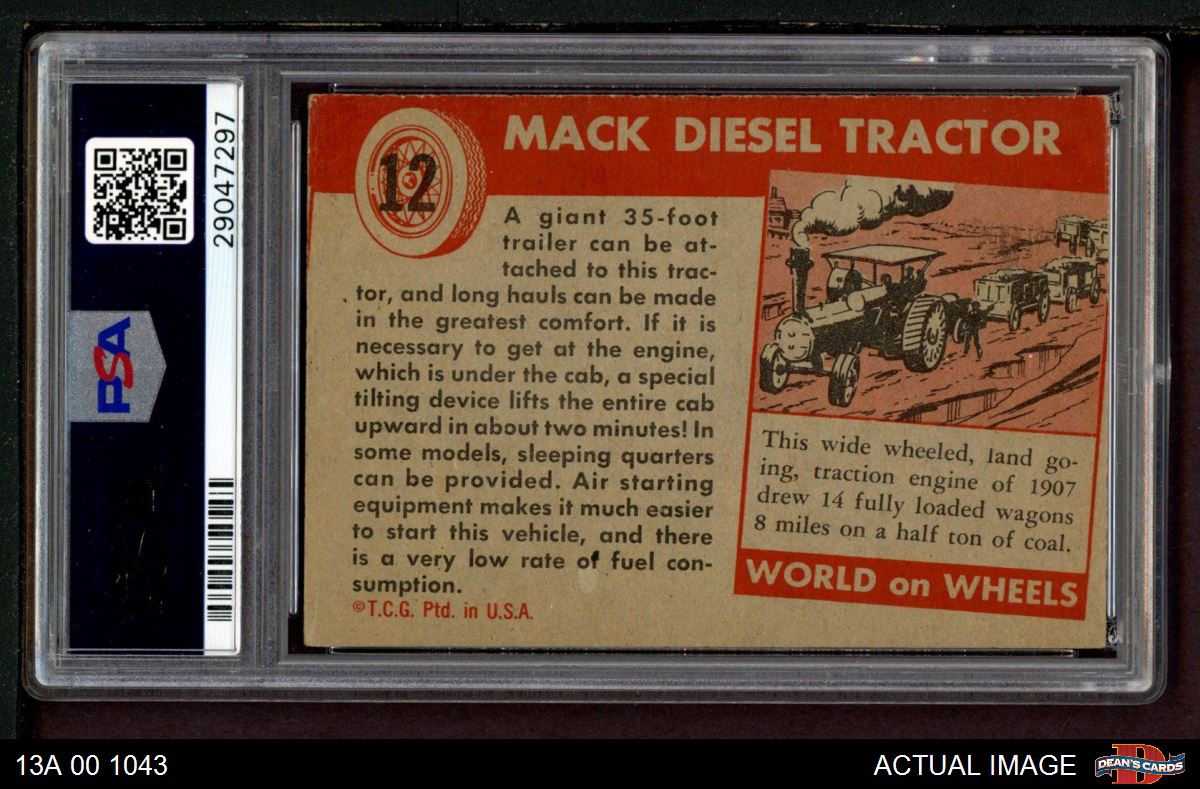 PSA
29047297
12
MACK DIESEL TRACTOR
A giant 35-foot
trailer can be at-
tached to this trac-
tor, and long hauls can be made
in the greatest comfort. If it is
necessary to get at the engine,
which is under the cab, a special
tilting device lifts the entire cab
upward in about two minutes! In
some models, sleeping quarters
can be provided. Air starting
equipment makes it much easier
to start this vehicle, and there
is a very low rate of fuel con-
sumption.
©T.C.G. Ptd. in U.S.A.
This wide wheeled, land go-
ing, traction engine of 1907
drew 14 fully loaded wagons
8 miles on a half ton of coal.
WORLD on WHEELS
13A 00 1043
ACTUAL IMAGE
D
DEAN'S CARDS